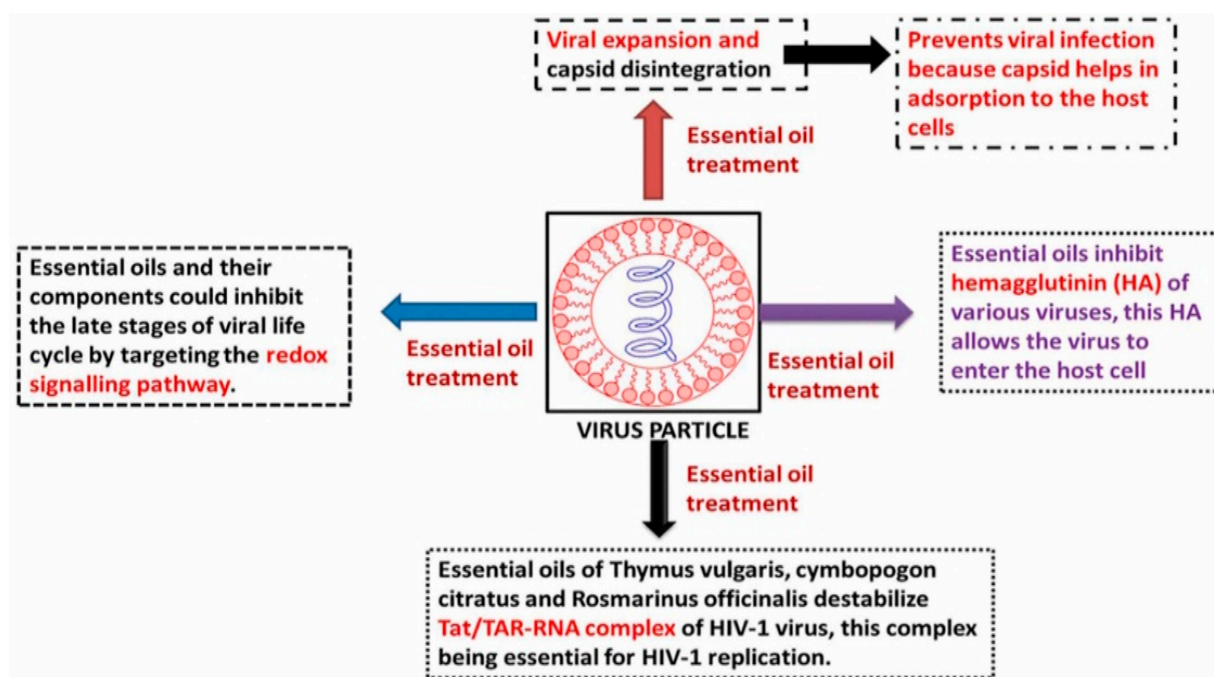 Viral expansion and
capsid disintegration
Prevents viral infection
because capsid helps in
adsorption to the host
cells
Essential oil
treatment
Essential oils and their
components could inhibit
the late stages of viral life
cycle by targeting the redox
signalling pathway.
Essential oil
treatment
Essential oil
treatment
Essential oils inhibit
hemagglutinin (HA) of
various viruses, this HA
allows the virus to
enter the host cell
VIRUS PARTICLE
Essential oil
treatment
Essential oils of Thymus vulgaris, cymbopogon
citratus and Rosmarinus officinalis destabilize
Tat/TAR-RNA complex of HIV-1 virus, this complex
being essential for HIV-1 replication.